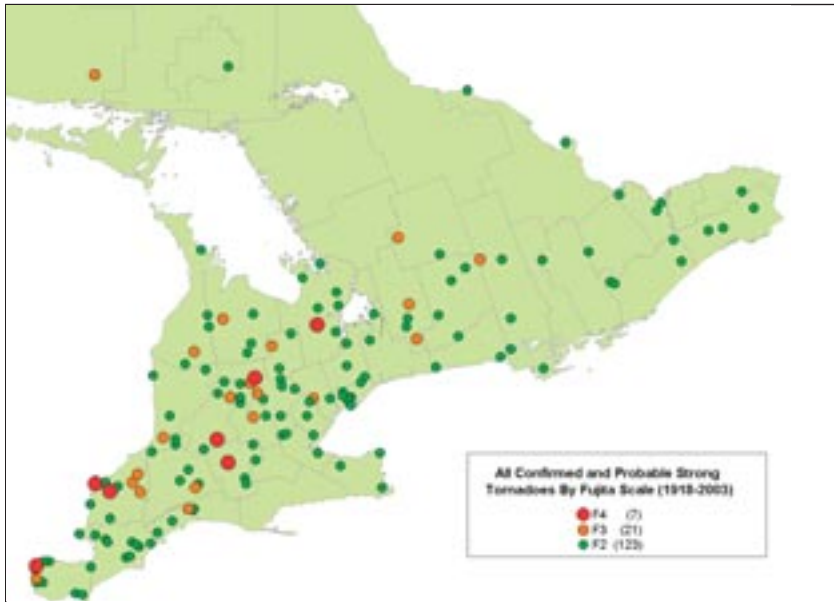 All Confirmed and Probable Strong
Tornadoes By Fujita Scale (1918-2003)
F4 (7)
F3 (21)
F2 (123)